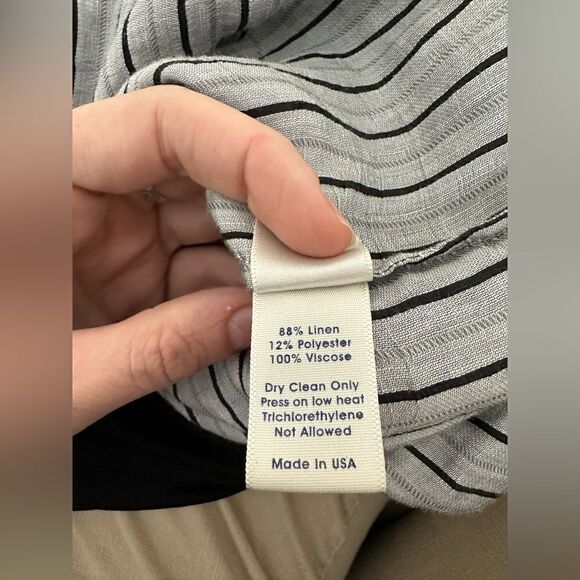 88% Linen
12% Polyester
100% Viscose
Dry Clean Only
Press on low heat
Trichlorethylene
Not Allowed
Made In USA